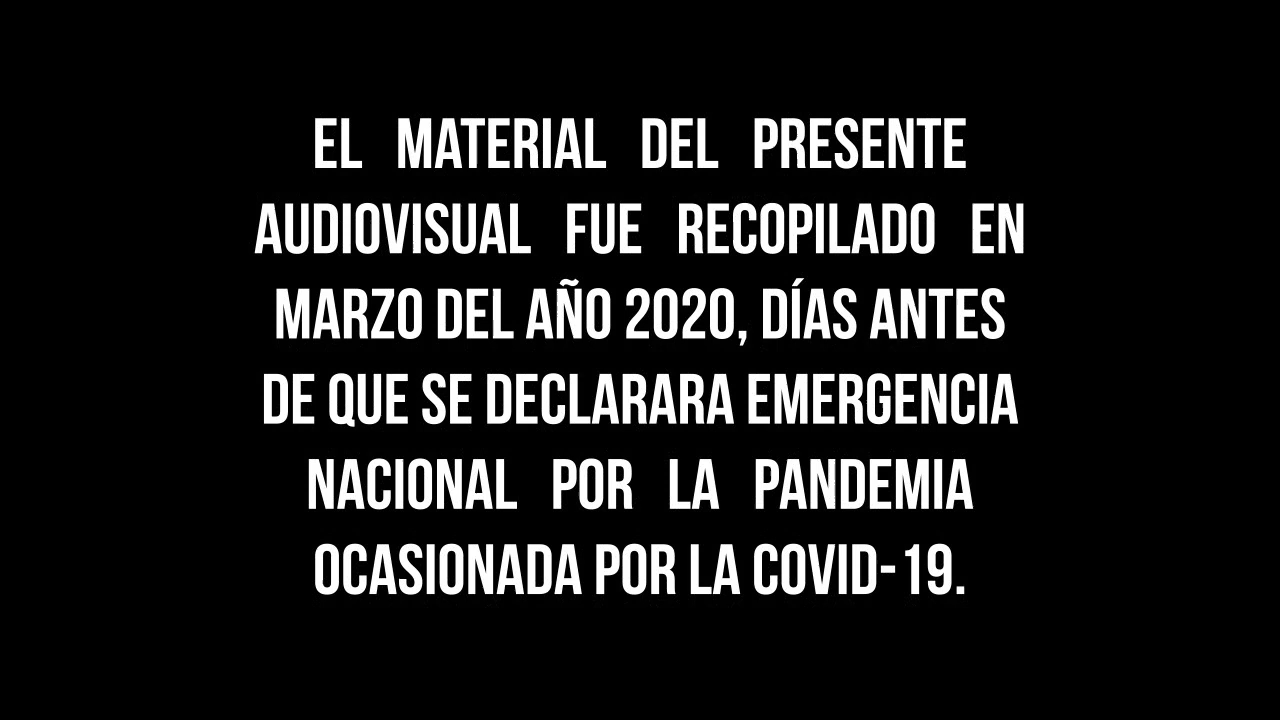 EL MATERIAL DEL PRESENTE
AUDIOVISUAL FUE RECOPILADO EN
MARZO DEL AÑO 2020, DÍAS ANTES
DE QUE SE DECLARARA EMERGENCIA
NACIONAL POR LA PANDEMIA
OCASIONADA POR LA COVID-19.